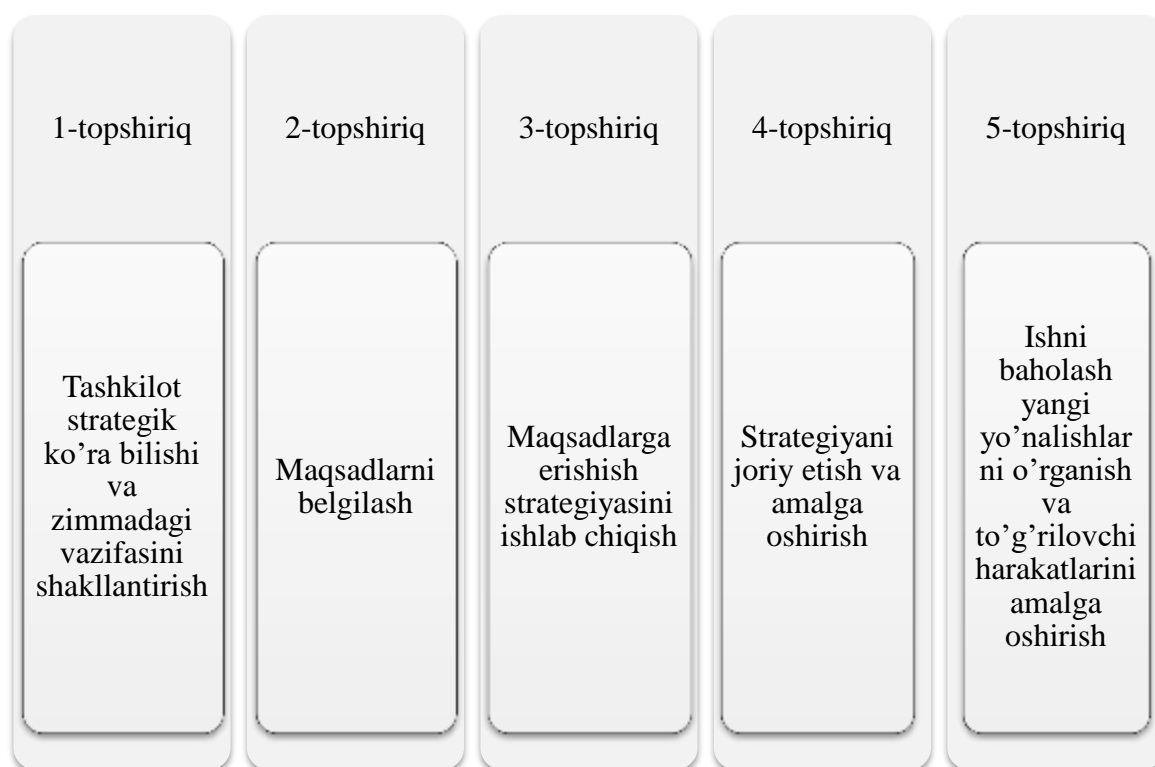 1-topshiriq
Tashkilot
strategik
ko’ra bilishi
va
zimmadagi
vazifasini
shakllantirish
2-topshiriq
Maqsadlarni
belgilash
3-topshiriq
Maqsadlarga
erishish
strategiyasini
ishlab chiqish
4-topshiriq
Strategiyani
joriy etish va
amalga
oshirish
5-topshiriq
Ishni
baholash
yangi
yo’nalishlar
ni o’rganish
va
to’g’rilovchi
harakatlarini
amalga
oshirish